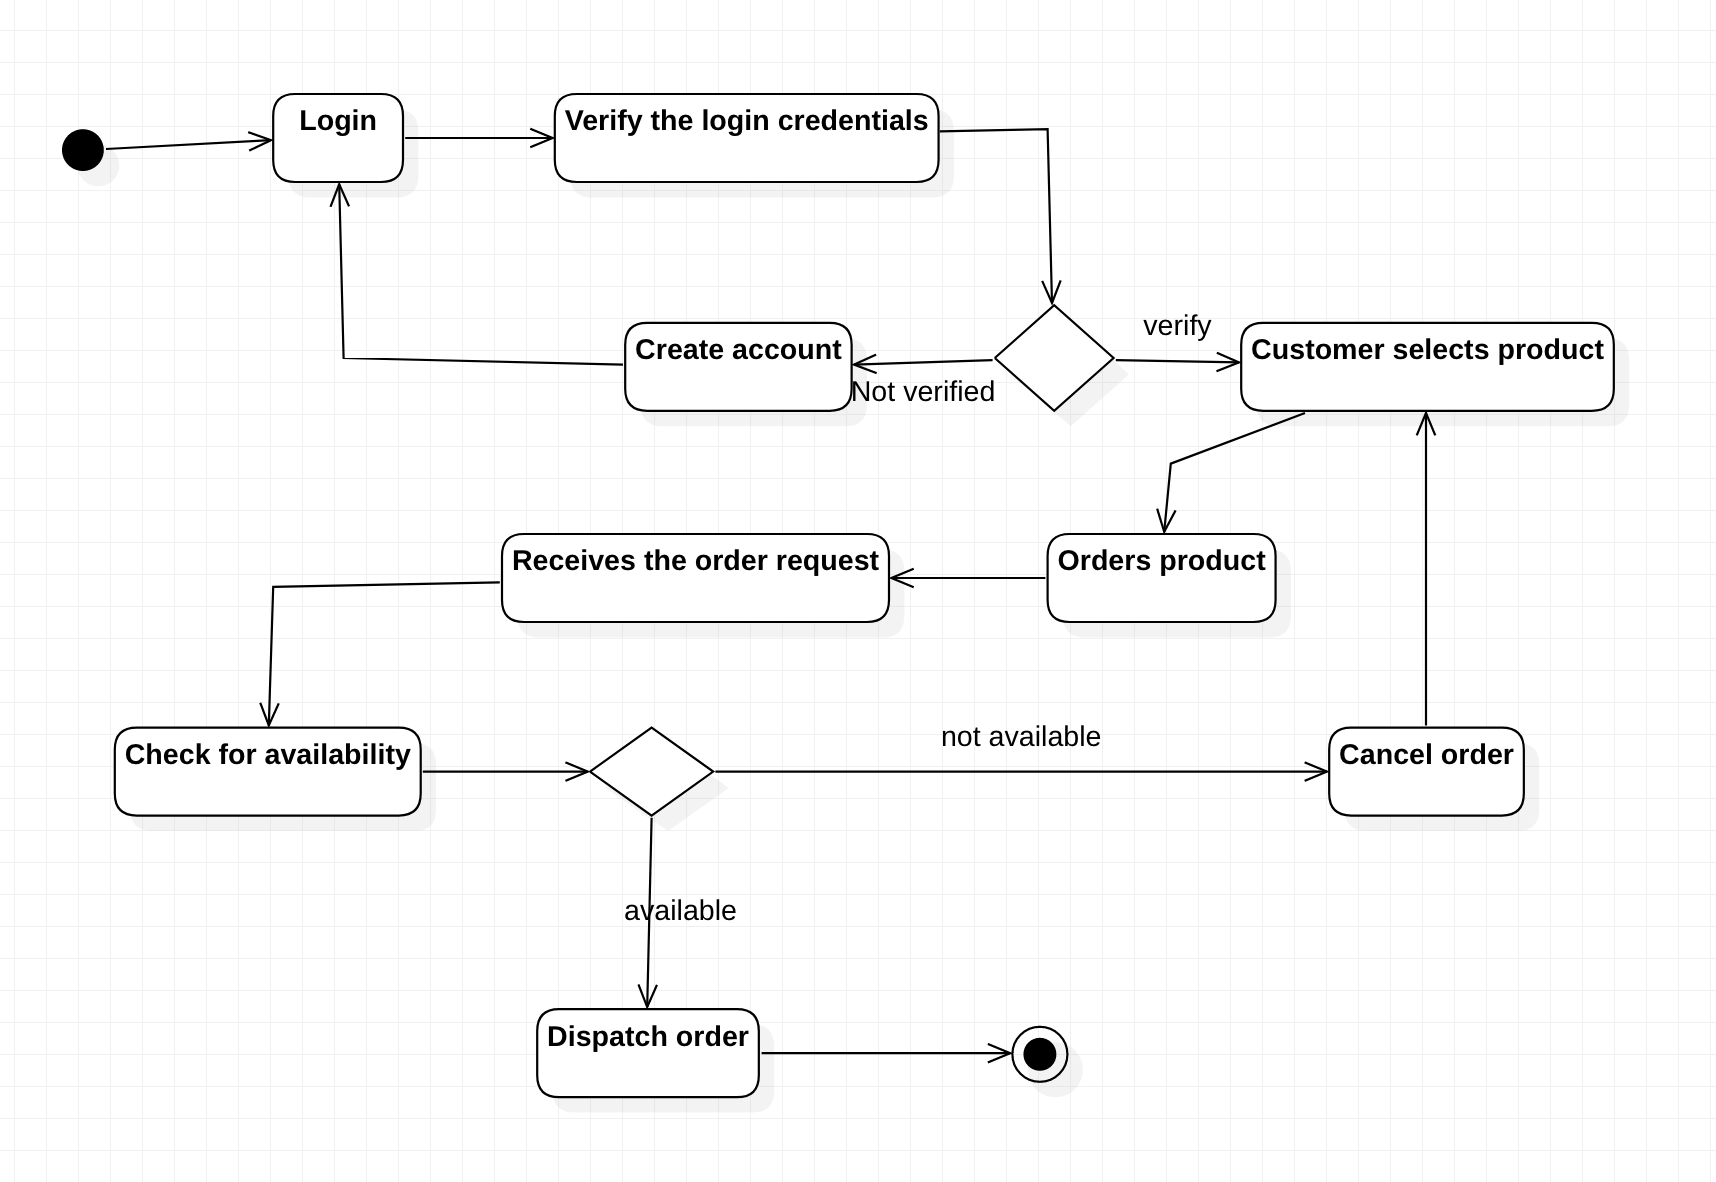 Login
Verify the login credentials
verify
Create account
Customer selects product
Not verified
Receives the order request
Orders product
not available
Check for availability
Cancel order
available
Dispatch order